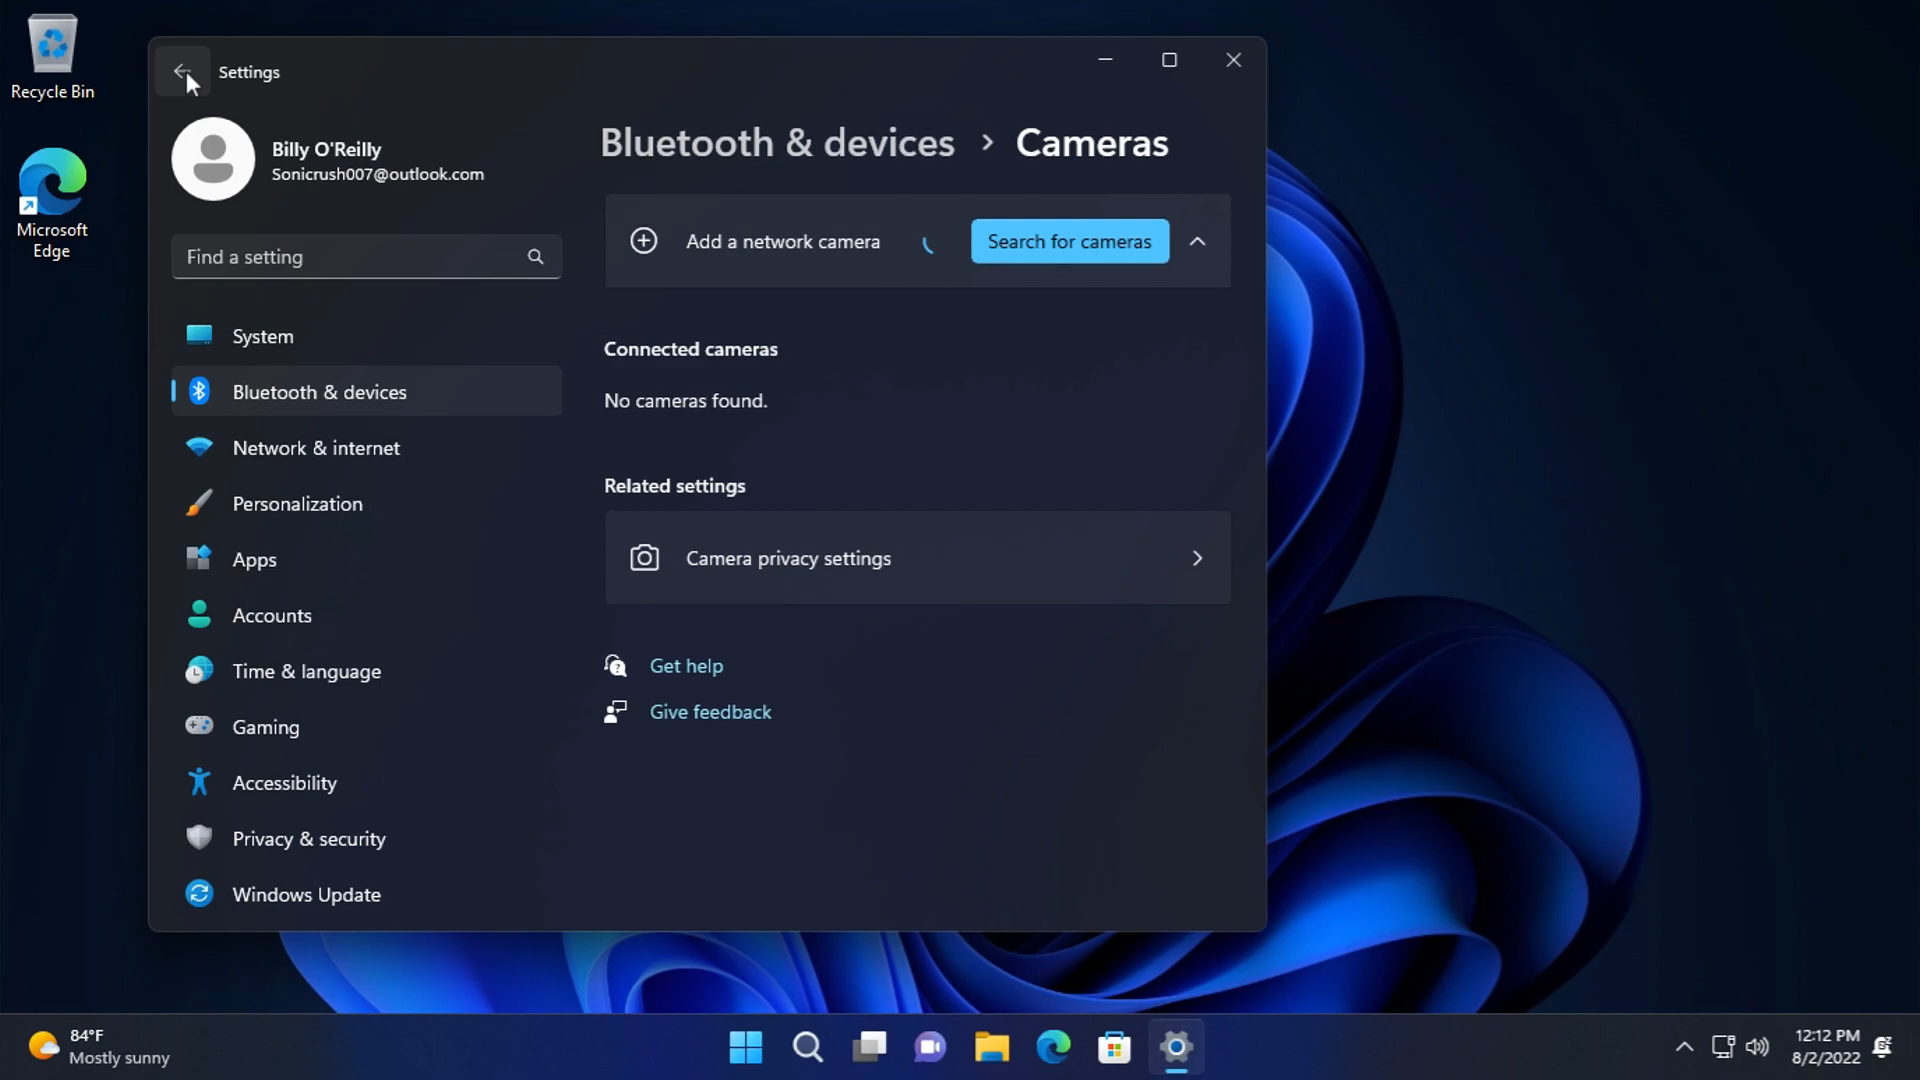 Recycle Bin
Microsoft
Edge
Settings
Billy O'Reilly
Sonicrush007@outlook.com
Find a setting
System
Bluetooth & devices
Network & internet
Personalization
Apps
Accounts
Time & language
Gaming
Accessibility
Privacy & security
Windows Update
Bluetooth & devices > Cameras
Add a network camera
Search for cameras
Connected cameras
No cameras found.
Related settings
Camera privacy settings
Get help
Give feedback
84°F
Mostly sunny
12:12 PM
8/2/2022